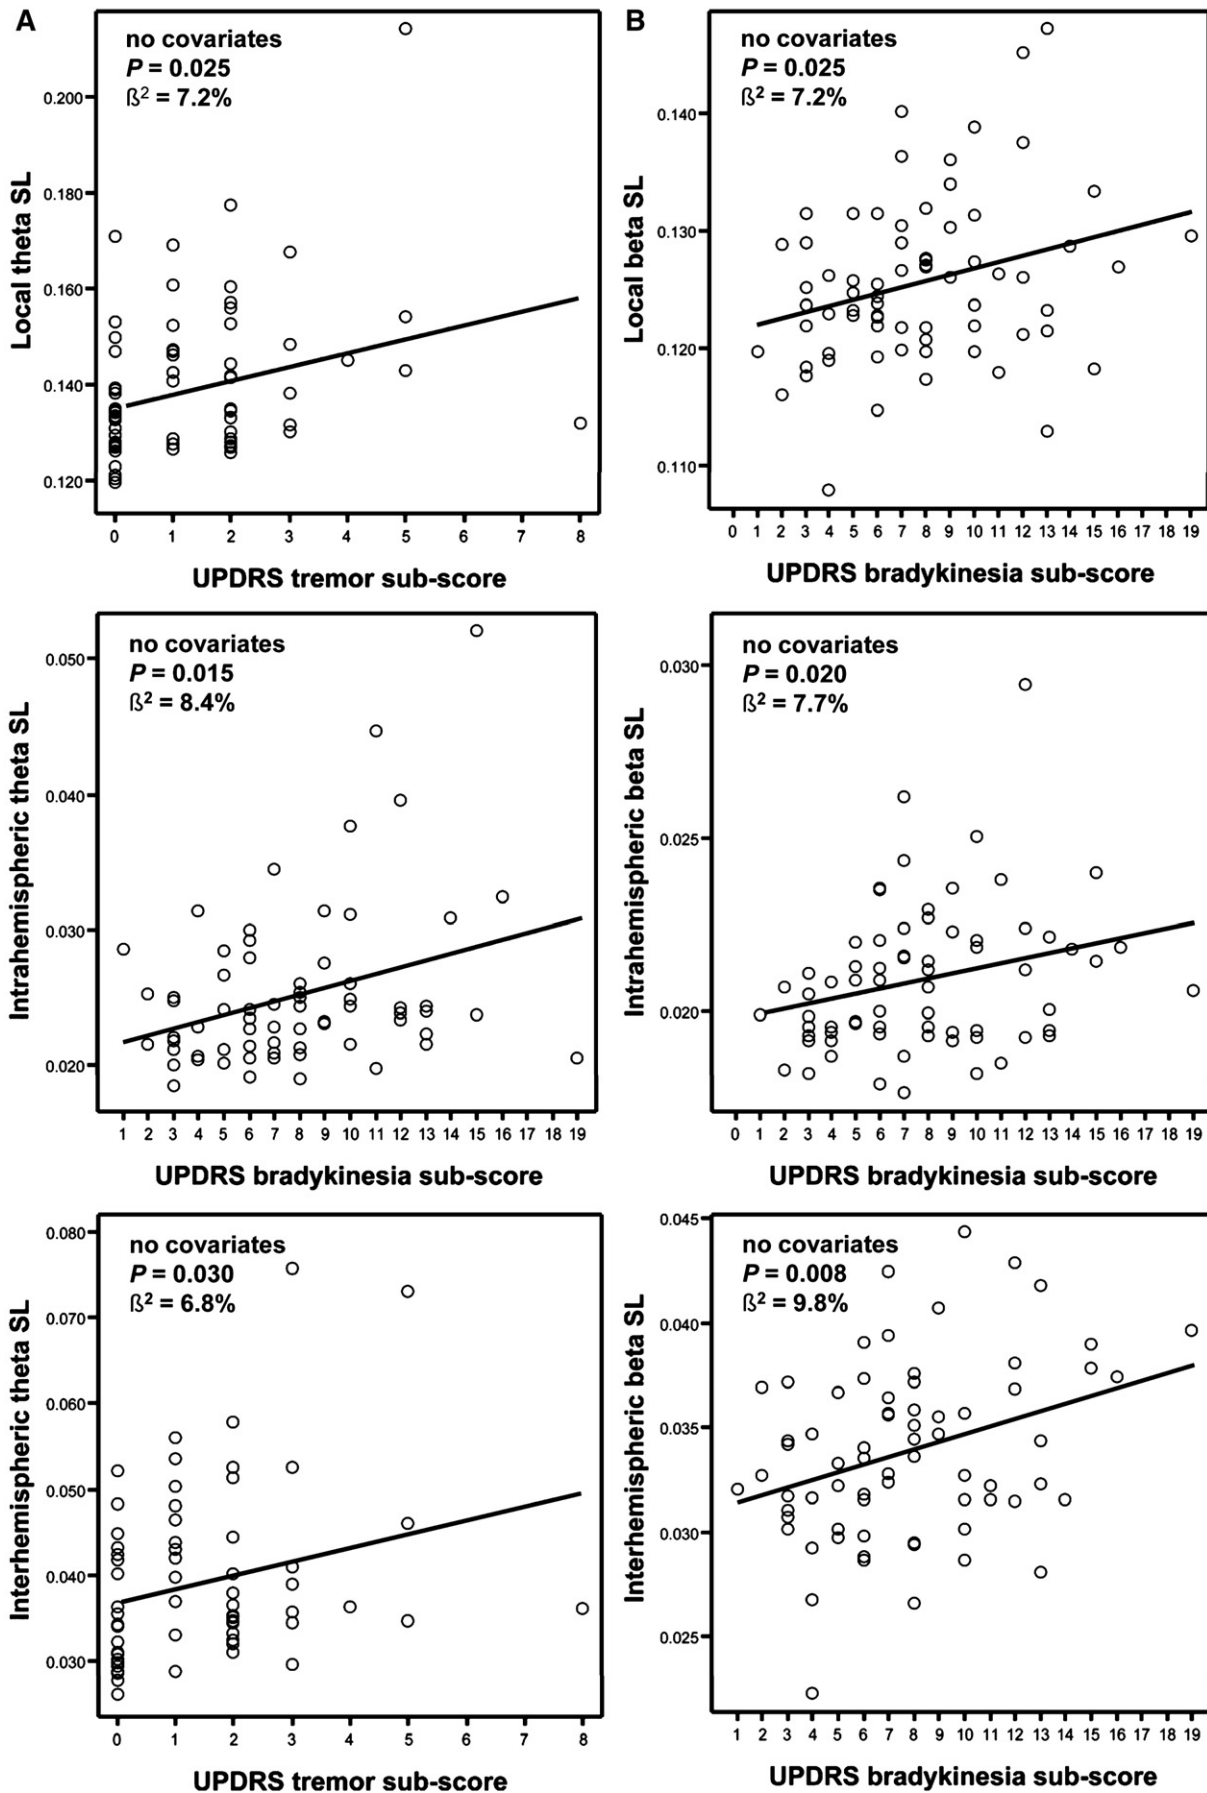 A
no covariates
P = 0.025
ß² = 7.2%
Local theta SL
0.200
0.180
0.160
0.140
0.120
0 1 2 3 4 5 6 7 8
UPDRS tremor sub-score
B
no covariates
P = 0.025
ß² = 7.2%
Local beta SL
0.140
0.130
0.120
0.110
0 1 2 3 4 5 6 7 8 9 10 11 12 13 14 15 16 17 18 19
UPDRS bradykinesia sub-score
no covariates
P = 0.015
ß² = 8.4%
Intrahemispheric theta SL
0.050
0.040
0.030
0.020
1 2 3 4 5 6 7 8 9 10 11 12 13 14 15 16 17 18 19
UPDRS bradykinesia sub-score
no covariates
P = 0.020
ß² = 7.7%
Intrahemispheric beta SL
0.030
0.025
0.020
0 1 2 3 4 5 6 7 8 9 10 11 12 13 14 15 16 17 18 19
UPDRS bradykinesia sub-score
no covariates
P = 0.030
ß² = 6.8%
Interhemispheric theta SL
0.080
0.070
0.060
0.050
0.040
0.030
0 1 2 3 4 5 6 7 8
UPDRS tremor sub-score
no covariates
P = 0.008
ß² = 9.8%
Interhemispheric beta SL
0.045
0.040
0.035
0.030
0.025
1 2 3 4 5 6 7 8 9 10 11 12 13 14 15 16 17 18 19
UPDRS bradykinesia sub-score